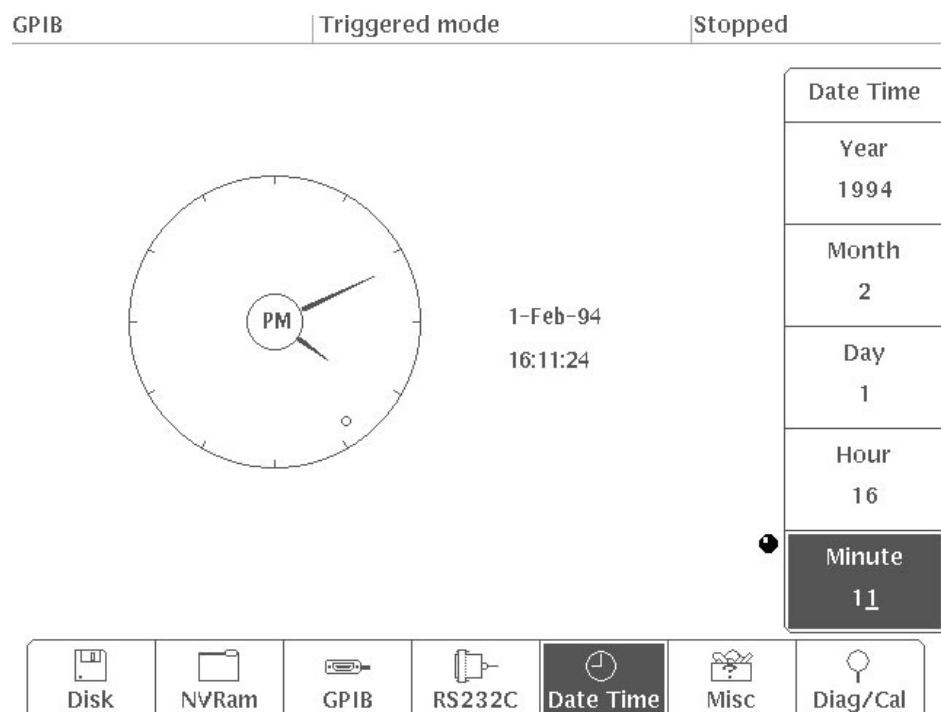 GPIB Triggered mode Stopped
Date Time
Year
1994
Month
2
Day
1
Hour
16
Minute
11
PM
1-Feb-94
16:11:24
Disk NVRam GPIB RS232C Date Time Misc Diag/Cal